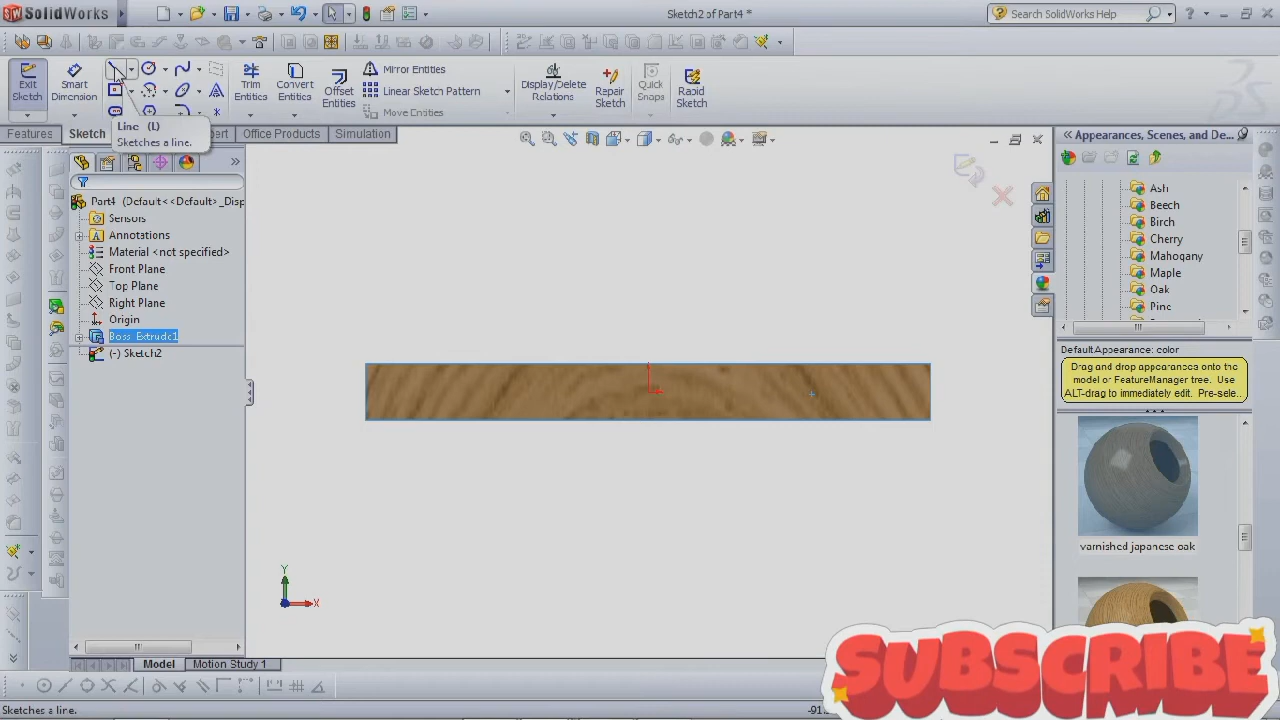 SolidWorks
Sketch2 of Part4 *
Search SolidWorks Help
Exit Sketch
Smart Dimension
Trim Entities
Convert Entities
Offset Entities
Mirror Entities
Linear Sketch Pattern
Move Entities
Display/Delete Relations
Repair Sketch
Quick Snaps
Rapid Sketch
Features
Sketch
Office Products
Simulation
Line (L)
Sketches a line.
Part4 (Default<<Default>_Disp
Sensors
Annotations
Material <not specified>
Front Plane
Top Plane
Right Plane
Origin
Boss-Extrude1
(-) Sketch2
Y
X
Appearances, Scenes, and De...
Ash
Beech
Birch
Cherry
Mahogany
Maple
Oak
Pine
DefaultAppearance: color
Drag and drop appearances onto the
model or FeatureManager tree. Use
ALT-drag to immediately edit. Pre-sele..
varnished japanese oak
SUBSCRIBE
Model
Motion Study 1
Sketches a line.